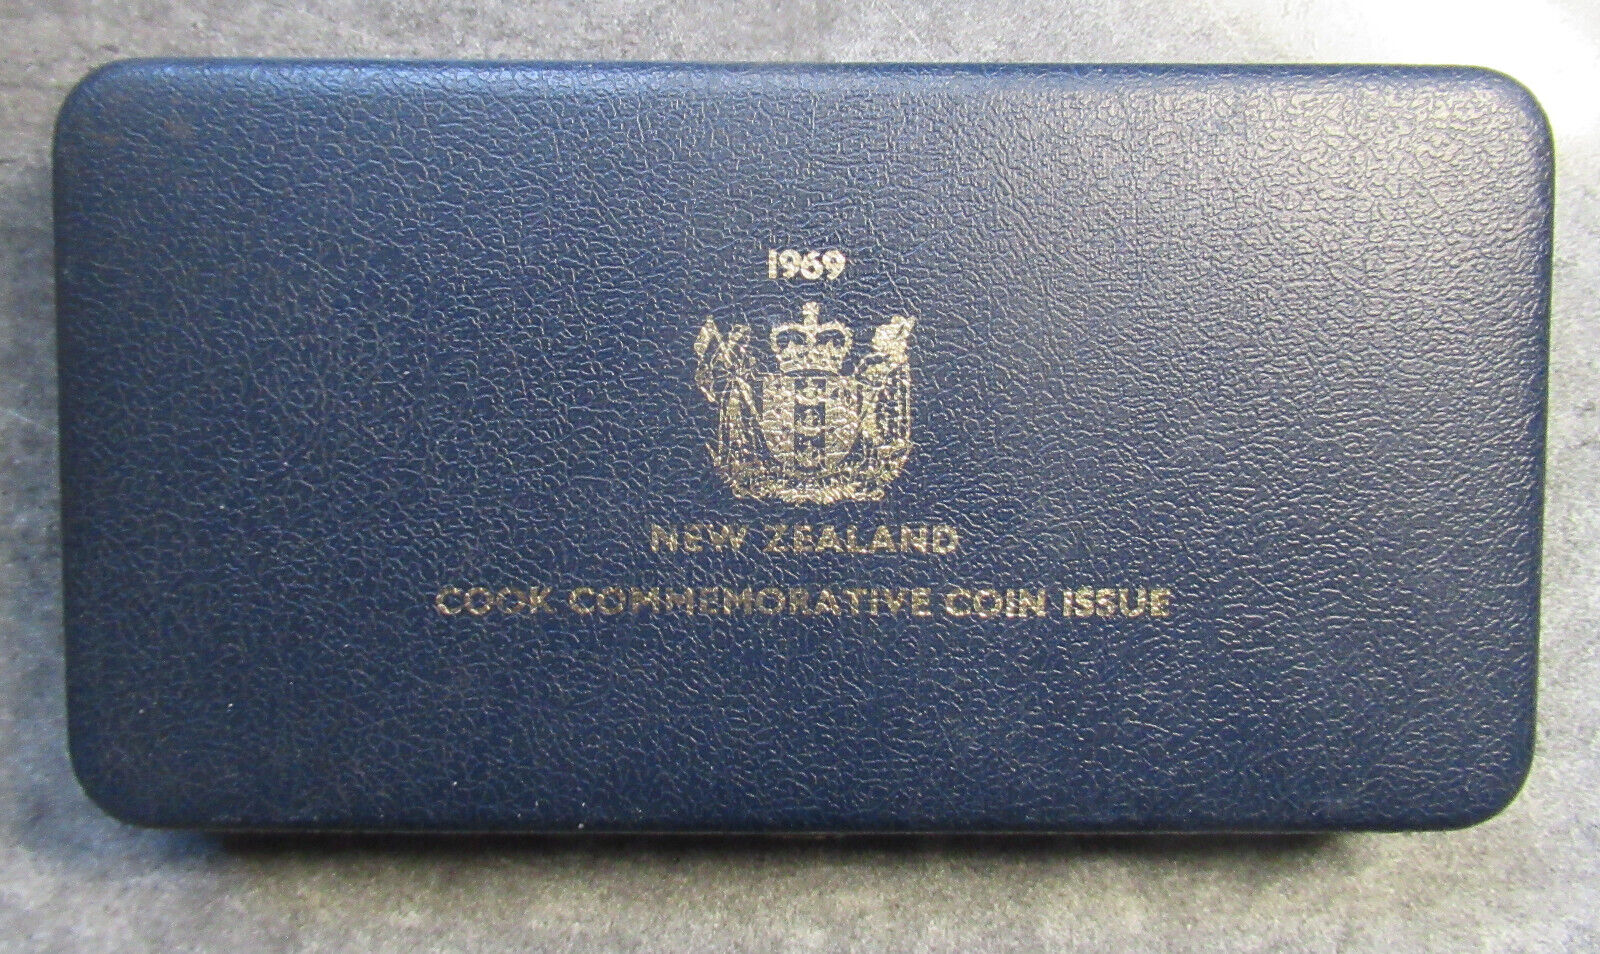 1969
NEW ZEALAND
COOK COMMEMORATIVE COIN ISSUE